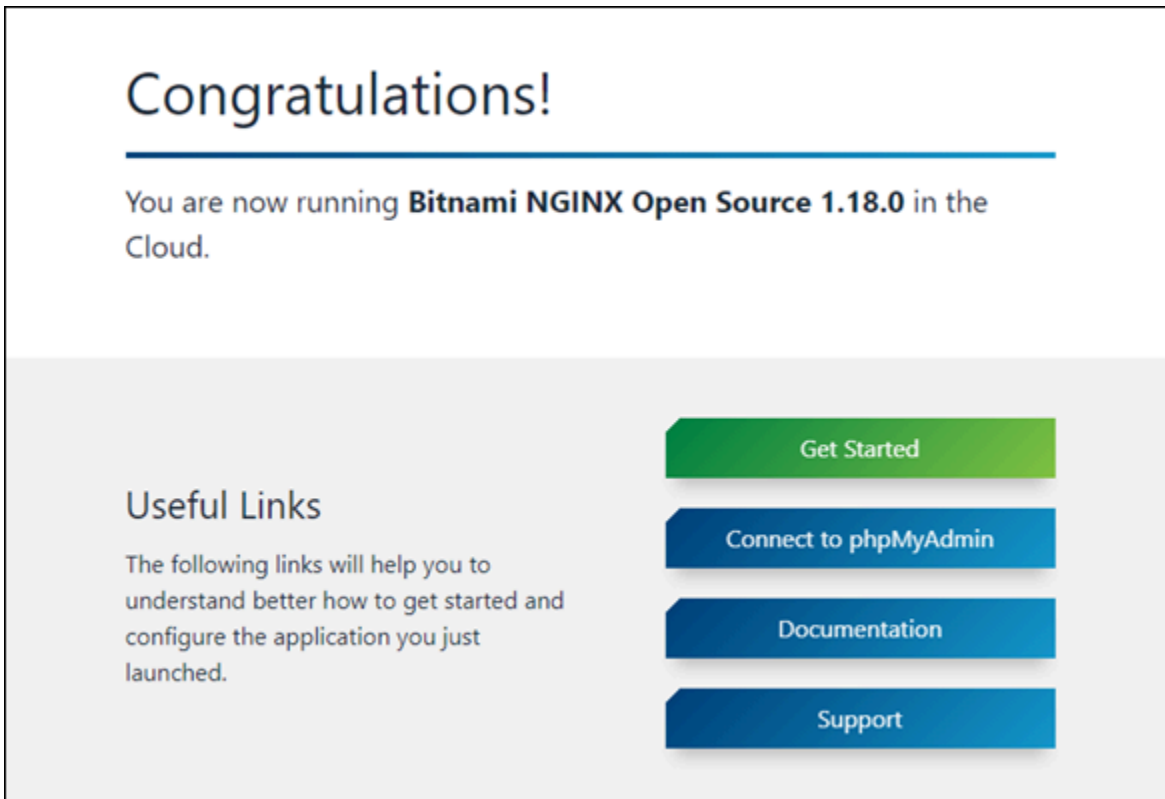 Congratulations!
You are now running Bitnami NGINX Open Source 1.18.0 in the
Cloud.
Useful Links
The following links will help you to
understand better how to get started and
configure the application you just
launched.
Get Started
Connect to phpMyAdmin
Documentation
Support